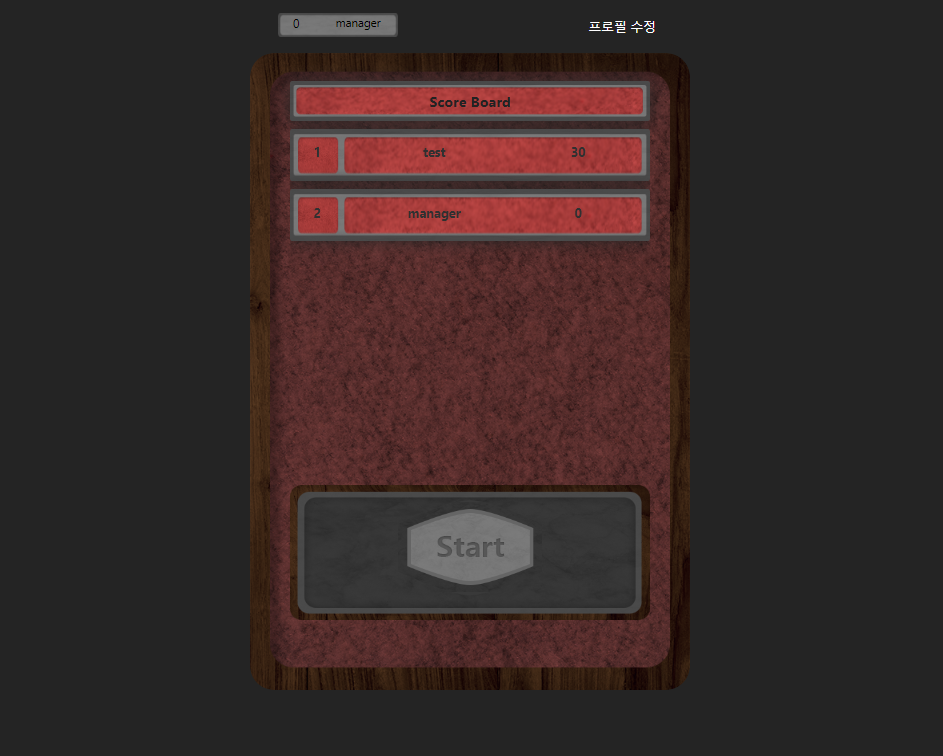 0 manager
프로필 수정
Score Board
1 test 30
2 manager 0
Start